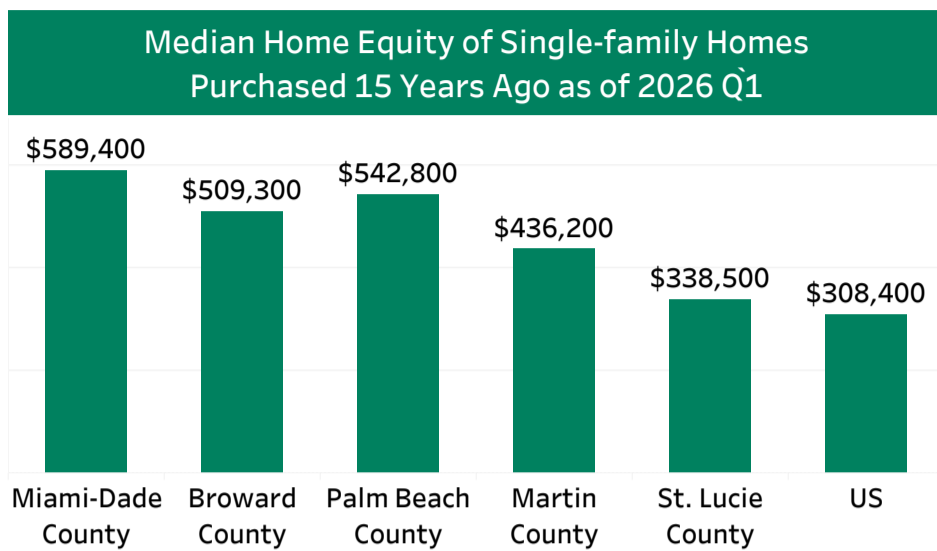 Median Home Equity of Single-family Homes
Purchased 15 Years Ago as of 2026 Q̀1
$589,400
$509,300
$542,800
$436,200
$338,500
$308,400
Miami-Dade
County
Broward
County
Palm Beach
County
Martin
County
St. Lucie
County
US